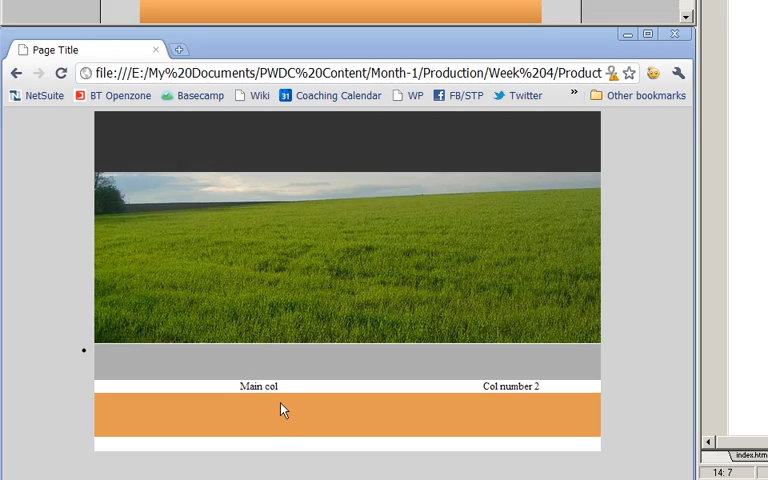 Page Title
file:///E:/My%20Documents/PWDC%20Content/Month-1/Production/Week%204/Product
NetSuite BT Openzone Basecamp Wiki 31 Coaching Calendar WP FB/STP Twitter » Other bookmarks
Main col Col number 2
index.htm
14: 7